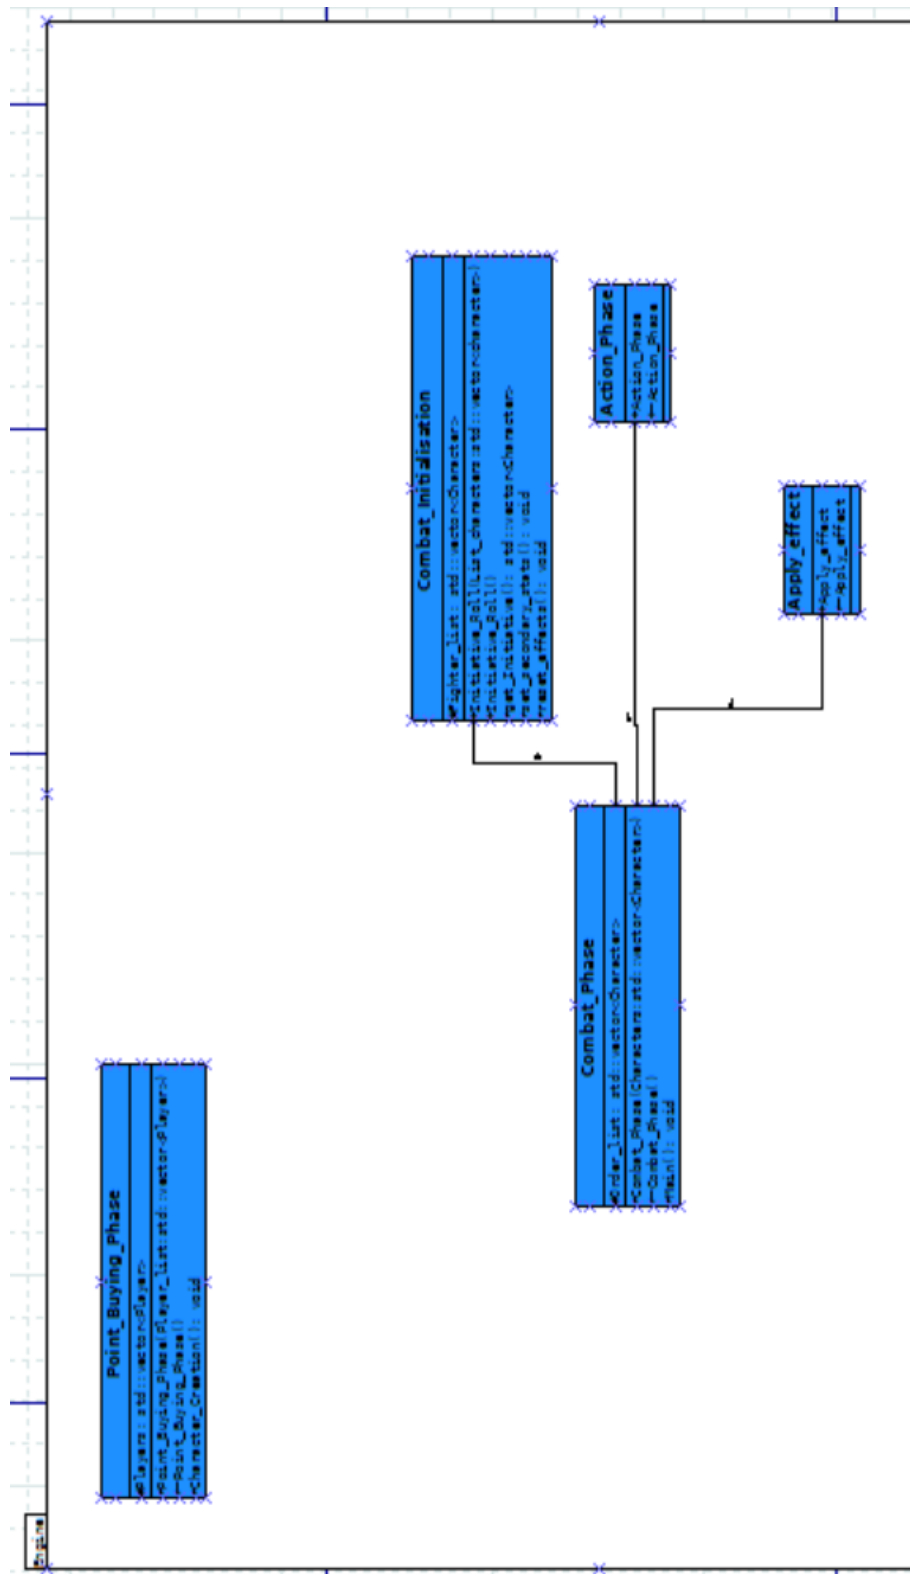 Engine
Point_Buying_Phase
+Players: std::vector<Player>
+Point_Buying_Phase(Player_list:std::vector<Player>)
+~Point_Buying_Phase()
+Character_Creation(): void
Combat_Phase
+Order_list: std::vector<Character>
+Combat_Phase(Characters:std::vector<Character>)
+~Combat_Phase()
+Main(): void
Combat_Initialisation
+Fighter_list: std::vector<Character>
+Initiative_Roll(List_characters:std::vector<character>)
Initiative_Roll()
+get_Initiative(): std::vector<Character>
+set_secondary_stats(): void
+reset_effects(): void
Action_Phase
+Action_Phase
+~Action_Phase
Apply_effect
+Apply_effect
+~Apply_effect